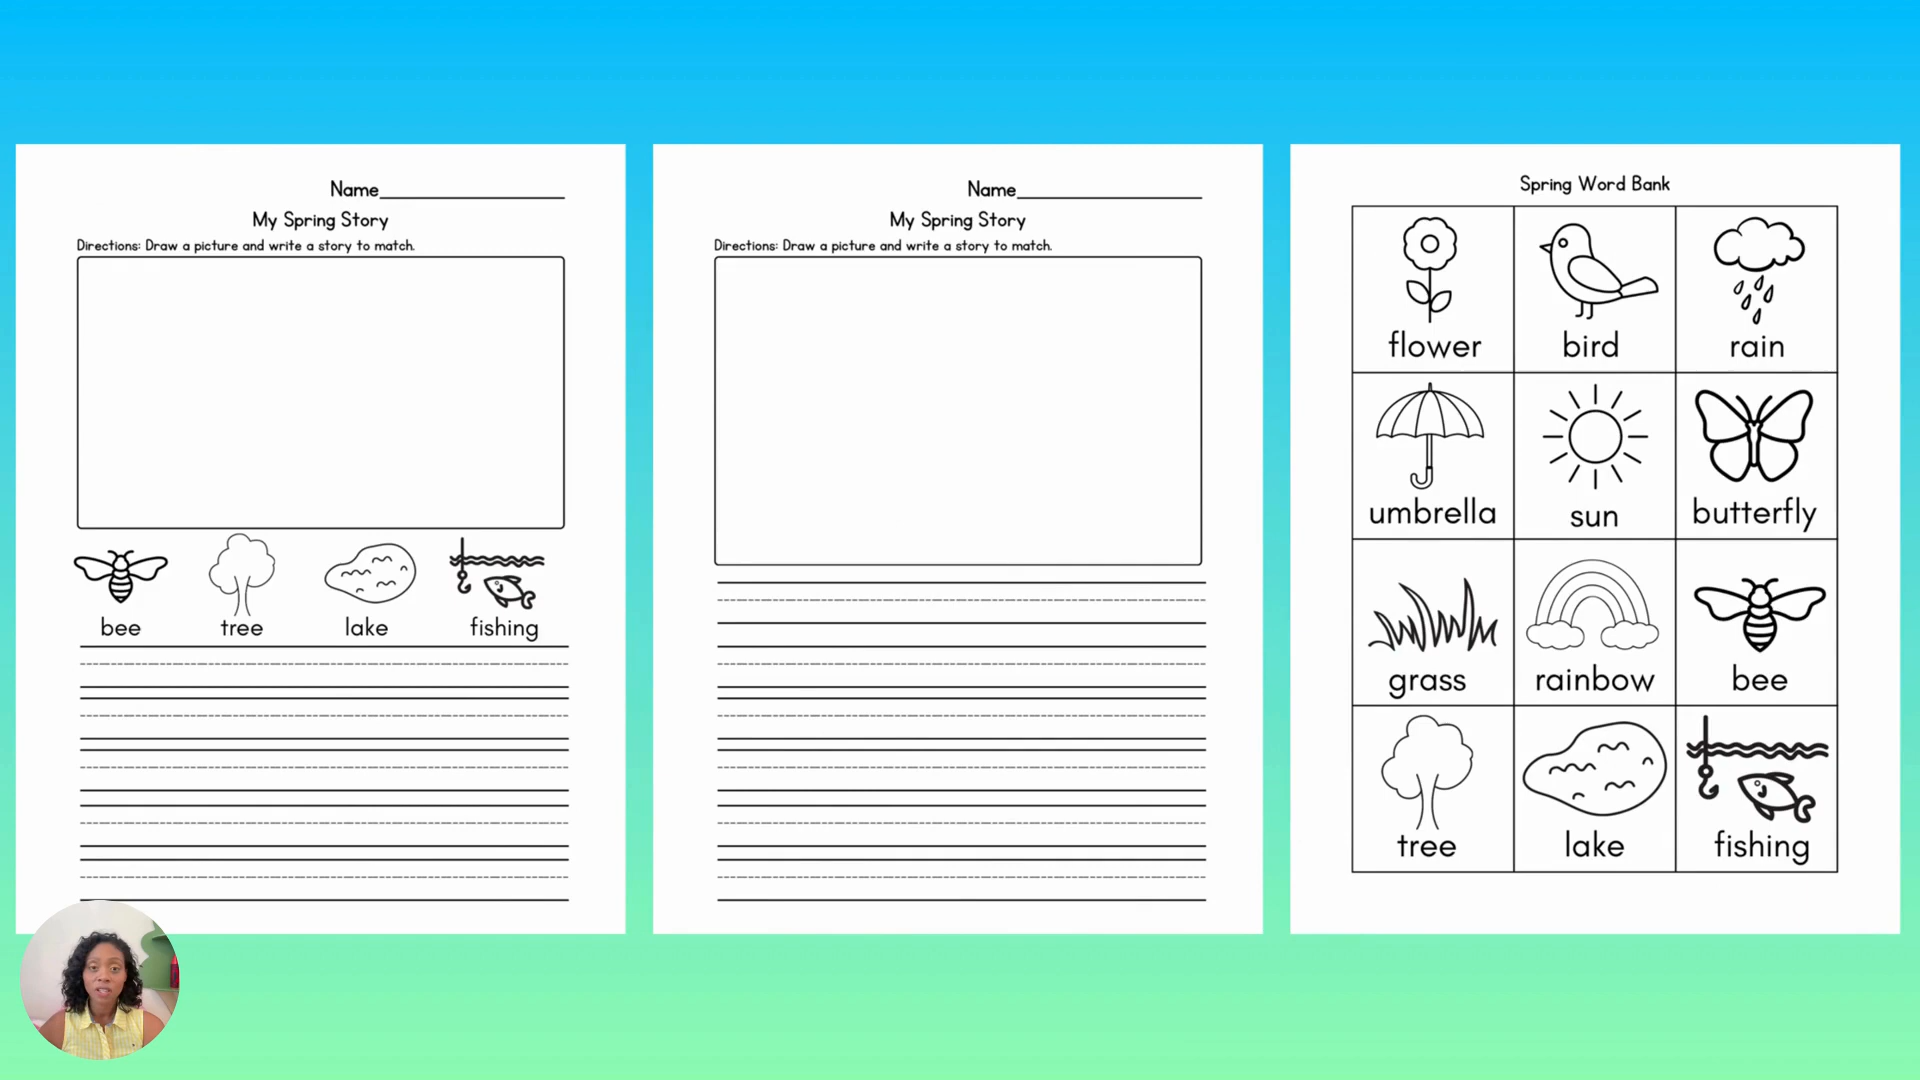 Name
My Spring Story
Directions: Draw a picture and write a story to match.
bee tree lake fishing
Name
My Spring Story
Directions: Draw a picture and write a story to match.
Spring Word Bank
flower bird rain
umbrella sun butterfly
grass rainbow bee
tree lake fishing